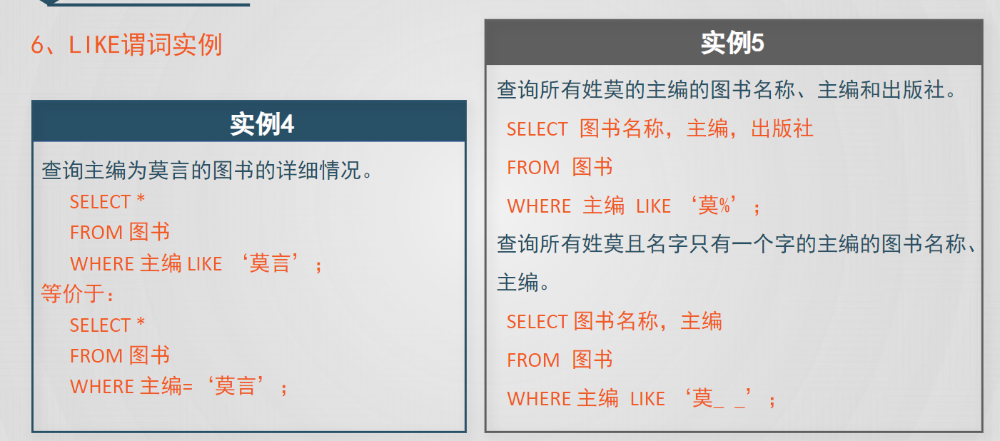 6、LIKE谓词实例
实例4
查询主编为莫言的图书的详细情况。
SELECT *
FROM 图书
WHERE 主编 LIKE ‘莫言’ ；
等价于：
SELECT *
FROM 图书
WHERE 主编= ‘莫言’ ；
实例5
查询所有姓莫的主编的图书名称、主编和出版社。
SELECT 图书名称，主编，出版社
FROM 图书
WHERE 主编 LIKE ‘莫%’ ；
查询所有姓莫且名字只有一个字的主编的图书名称、
主编。
SELECT 图书名称，主编
FROM 图书
WHERE 主编 LIKE ‘莫_ _’ ；